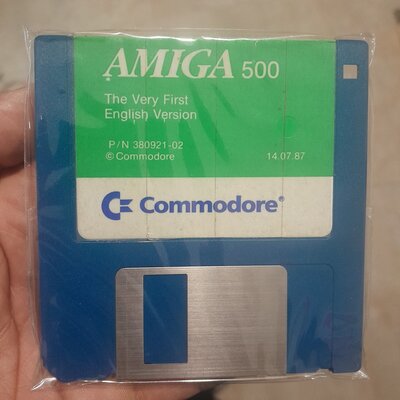 AMIGA 500
The Very First
English Version
P/N 380921-02
© Commodore 14.07.87
Commodore®